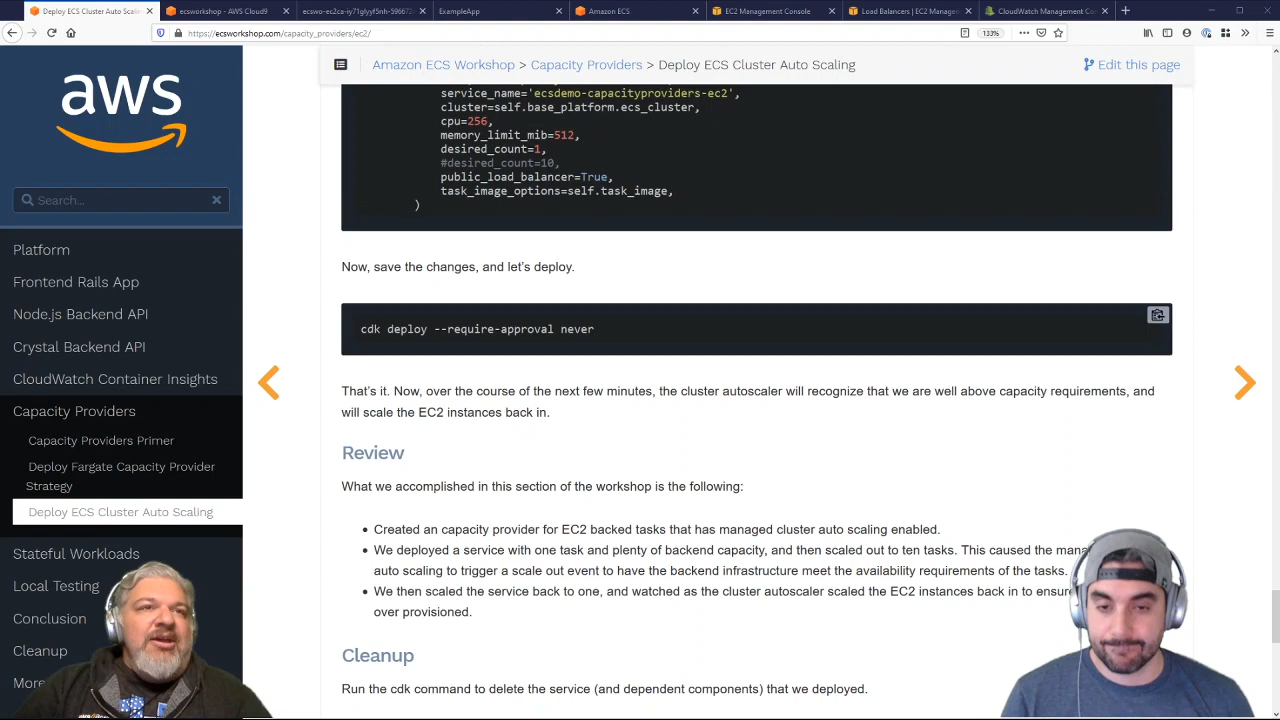 Deploy ECS Cluster Auto Scalin
ecsworkshop - AWS Cloud9
ecswo-ec2ca-iy71glyyf5nh-596672
ExampleApp
Amazon ECS
EC2 Management Console
Load Balancers | EC2 Managem
CloudWatch Management Co
https://ecsworkshop.com/capacity_providers/ec2/
133%
aws
Search...
Platform
Frontend Rails App
Node.js Backend API
Crystal Backend API
CloudWatch Container Insights
Capacity Providers
Capacity Providers Primer
Deploy Fargate Capacity Provider
Strategy
Deploy ECS Cluster Auto Scaling
Stateful Workloads
Local Testing
Conclusion
Cleanup
More
Amazon ECS Workshop > Capacity Providers > Deploy ECS Cluster Auto Scaling
Edit this page
service_name='ecsdemo-capacityproviders-ec2',
cluster=self.base_platform.ecs_cluster,
cpu=256,
memory_limit_mib=512,
desired_count=1,
#desired_count=10,
public_load_balancer=True,
task_image_options=self.task_image,
)
Now, save the changes, and let's deploy.
cdk deploy --require-approval never
That's it. Now, over the course of the next few minutes, the cluster autoscaler will recognize that we are well above capacity requirements, and
will scale the EC2 instances back in.
Review
What we accomplished in this section of the workshop is the following:
• Created an capacity provider for EC2 backed tasks that has managed cluster auto scaling enabled.
• We deployed a service with one task and plenty of backend capacity, and then scaled out to ten tasks. This caused the mana
auto scaling to trigger a scale out event to have the backend infrastructure meet the availability requirements of the tasks.
• We then scaled the service back to one, and watched as the cluster autoscaler scaled the EC2 instances back in to ensure
over provisioned.
Cleanup
Run the cdk command to delete the service (and dependent components) that we deployed.